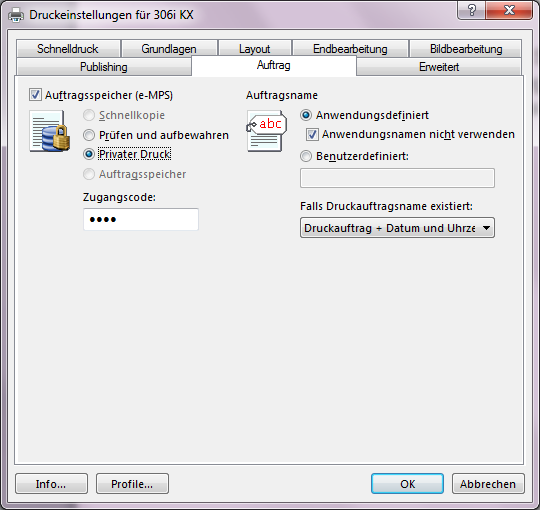 Druckeinstellungen für 306i KX
Schnelldruck
Grundlagen
Layout
Endbearbeitung
Bildbearbeitung
Publishing
Auftrag
Erweitert
Auftragsspeicher (e-MPS)
Schnellkopie
Prüfen und aufbewahren
Privater Druck
Auftragsspeicher
Zugangscode:
●●●●
Auftragsname
abc
Anwendungsdefiniert
Anwendungsnamen nicht verwenden
Benutzerdefiniert:
Falls Druckauftragsname existiert:
Druckauftrag + Datum und Uhrze
Info...
Profile...
OK
Abbrechen